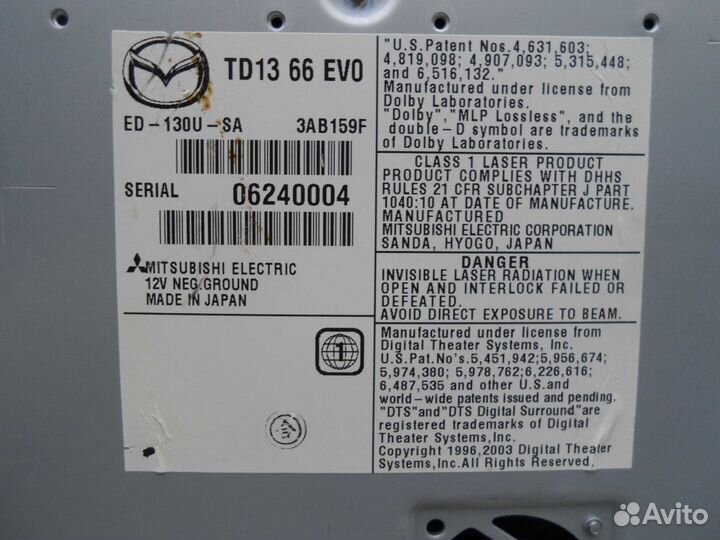 TD13 66 EV0
ED-130U-SA 3AB159F
SERIAL 06240004
MITSUBISHI ELECTRIC
12V NEG.GROUND
MADE IN JAPAN
1
"U.S.Patent Nos.4,631,603;
4,819,098; 4,907,093; 5,315,448;
and 6,516,132."
Manufactured under license from
Dolby Laboratories.
"Dolby","MLP Lossless", and the
double-D symbol are trademarks
of Dolby Laboratories.
CLASS 1 LASER PRODUCT
PRODUCT COMPLIES WITH DHHS
RULES 21 CFR SUBCHAPTER J PART
1040:10 AT DATE OF MANUFACTURE.
MANUFACTURED
MITSUBISHI ELECTRIC CORPORATION
SANDA, HYOGO, JAPAN
DANGER
INVISIBLE LASER RADIATION WHEN
OPEN AND INTERLOCK FAILED OR
DEFEATED.
AVOID DIRECT EXPOSURE TO BEAM.
Manufactured under license from
Digital Theater Systems, Inc.
U.S.Pat.No's.5,451,942;5,956,674;
5,974,380; 5,978,762;6,226,616;
6,487,535 and other U.S.and
world-wide patents issued and pending.
"DTS"and"DTS Digital Surround"are
registered trademarks of Digital
Theater Systems,Inc.
Copyright 1996,2003 Digital Theater
Systems,Inc.All Rights Reserved.
Avito